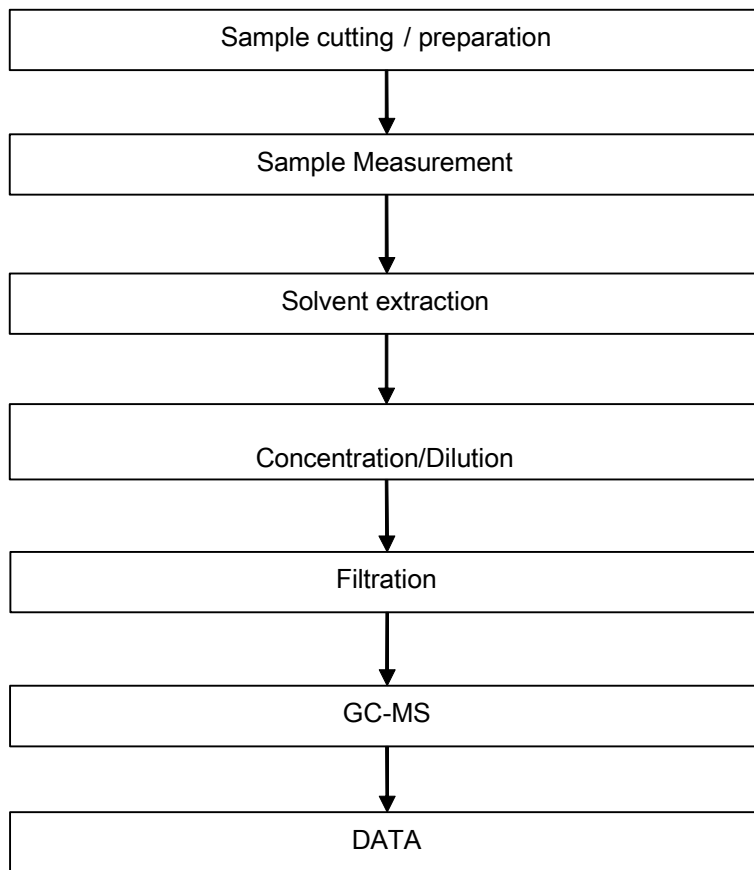 Sample cutting / preparation
Sample Measurement
Solvent extraction
Concentration/Dilution
Filtration
GC-MS
DATA